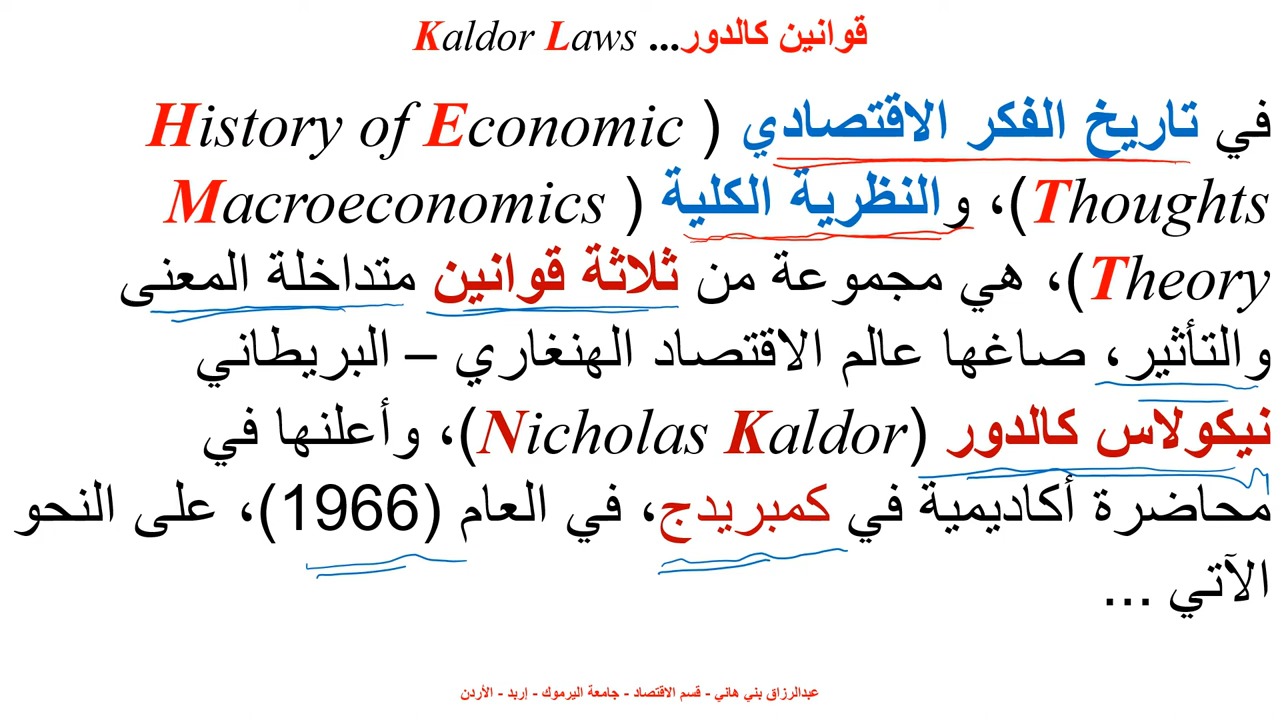 قوانين كالدور... Kaldor Laws
في تاريخ الفكر الاقتصادي (History of Economic
Thoughts)، والنظرية الكلية (Macroeconomics
Theory)، هي مجموعة من ثلاثة قوانين متداخلة المعنى
والتأثير، صاغها عالم الاقتصاد الهنغاري – البريطاني
نيكولاس كالدور (Nicholas Kaldor)، وأعلنها في
محاضرة أكاديمية في كمبريدج، في العام (1966)، على النحو
الآتي ...
عبدالرزاق بني هاني - قسم الاقتصاد - جامعة اليرموك - إربد - الأردن